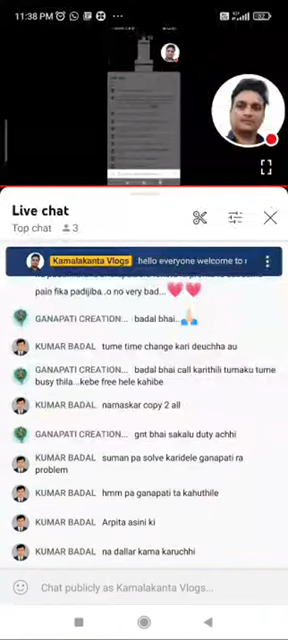 11:38 PM
Live chat
Top chat 3
Kamalakanta Vlogs hello everyone welcome to
pain fika padijiba..o no very bad...
GANAPATI CREATION... badal bhai..
KUMAR BADAL tume time change kari deuchha au
GANAPATI CREATION... badal bhai call karithili tumaku tume
busy thila...kebe free hele kahibe
KUMAR BADAL namaskar copy 2 all
GANAPATI CREATION... gnt bhai sakalu duty achhi
KUMAR BADAL suman pa solve karidele ganapati ra
problem
KUMAR BADAL hmm pa ganapati ta kahuthile
KUMAR BADAL Arpita asini ki
KUMAR BADAL na dallar kama karuchhi
Chat publicly as Kamalakanta Vlogs...